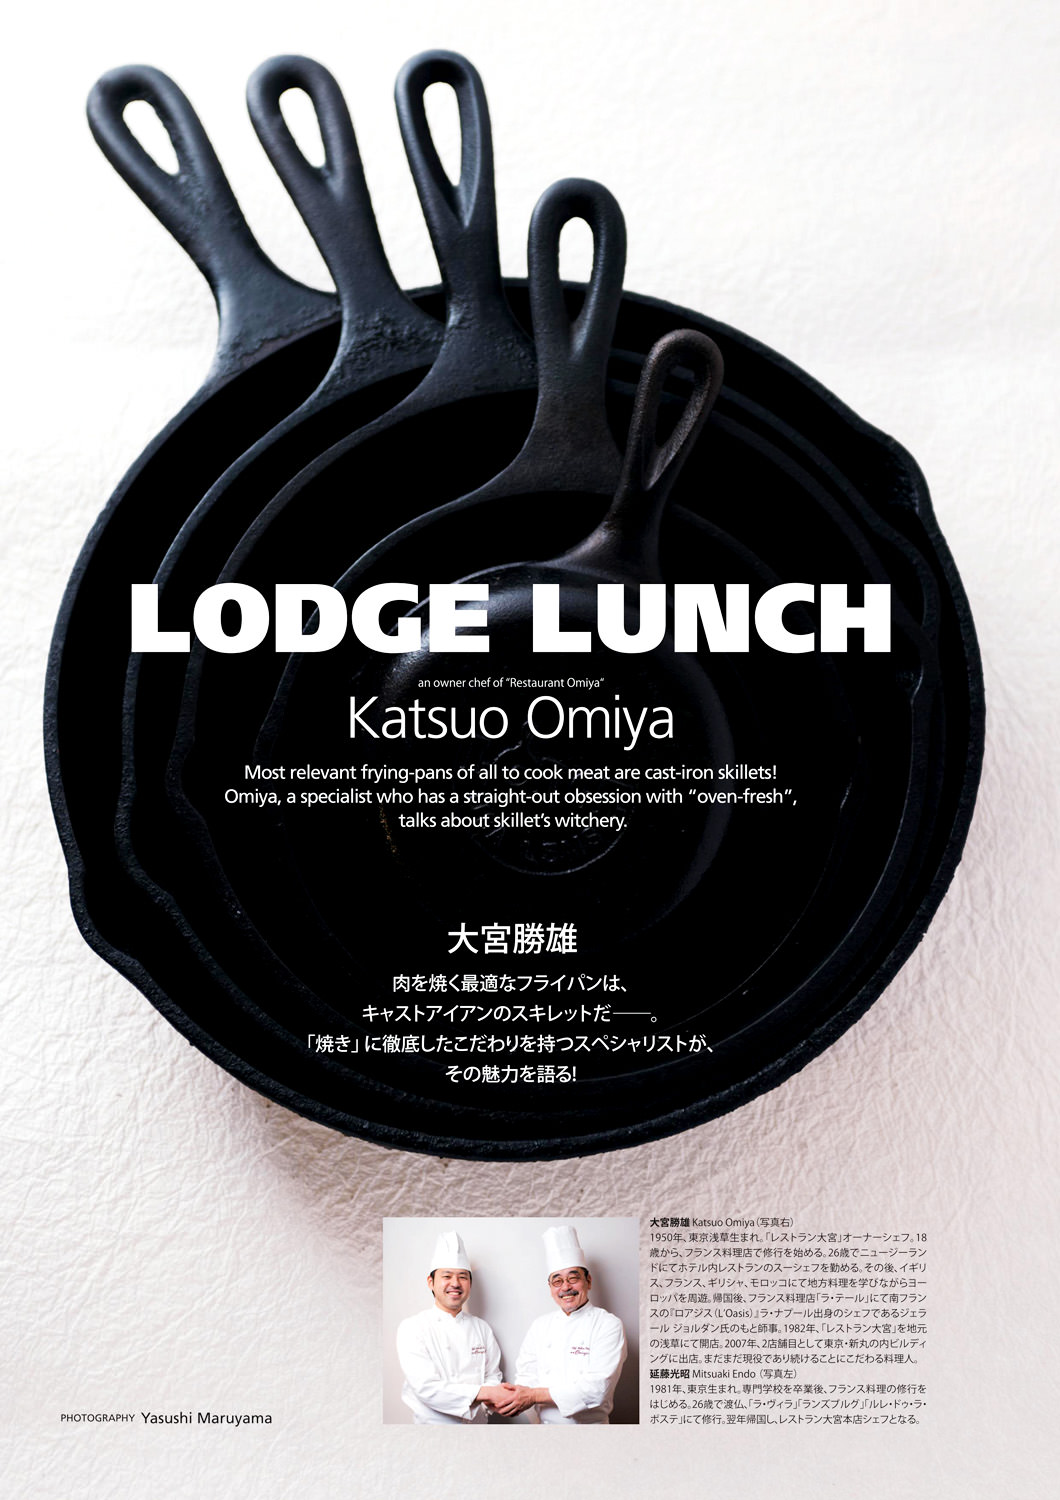 LODGE LUNCH
an owner chef of “Restaurant Omiya”
Katsuo Omiya
Most relevant frying-pans of all to cook meat are cast-iron skillets!
Omiya, a specialist who has a straight-out obsession with “oven-fresh”,
talks about skillet’s witchery.
大宮勝雄
肉を焼く最適なフライパンは、
キャストアイアンのスキレットだ——。
「焼き」に徹底したこだわりを持つスペシャリストが、
その魅力を語る!
大宮勝雄 Katsuo Omiya（写真右）
1950年、東京浅草生まれ。「レストラン大宮」オーナーシェフ。18
歳から、フランス料理店で修行を始める。26歳でニュージーラン
ドにてホテル内レストランのスーシェフを勤める。その後、イギリ
ス、フランス、ギリシャ、モロッコにて地方料理を学びながらヨー
ロッパを周遊。帰国後、フランス料理店「ラ・テール」にて南フラン
スの『ロアジス（L’Oasis）』ラ・ナプール出身のシェフであるジェラ
ール ジョルダン氏のもと師事。1982年、「レストラン大宮」を地元
の浅草にて開店。2007年、2店舗目として東京・新丸の内ビルディ
ングに出店。まだまだ現役であり続けることにこだわる料理人。
延藤光昭 Mitsuaki Endo （写真左）
1981年、東京生まれ。専門学校を卒業後、フランス料理の修行を
はじめる。26歳で渡仏、「ラ・ヴィラ」「ランズブルグ」「ルレ・ドゥ・ラ・
ポステ」にて修行。翌年帰国し、レストラン大宮本店シェフとなる。
PHOTOGRAPHY Yasushi Maruyama